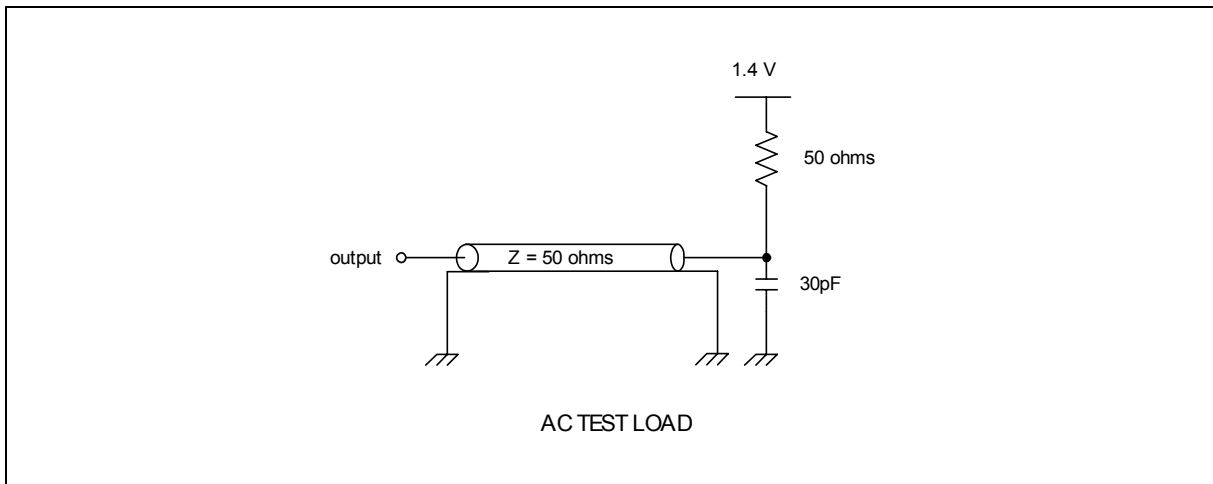 1.4 V
50 ohms
output
Z = 50 ohms
30pF
AC TEST LOAD